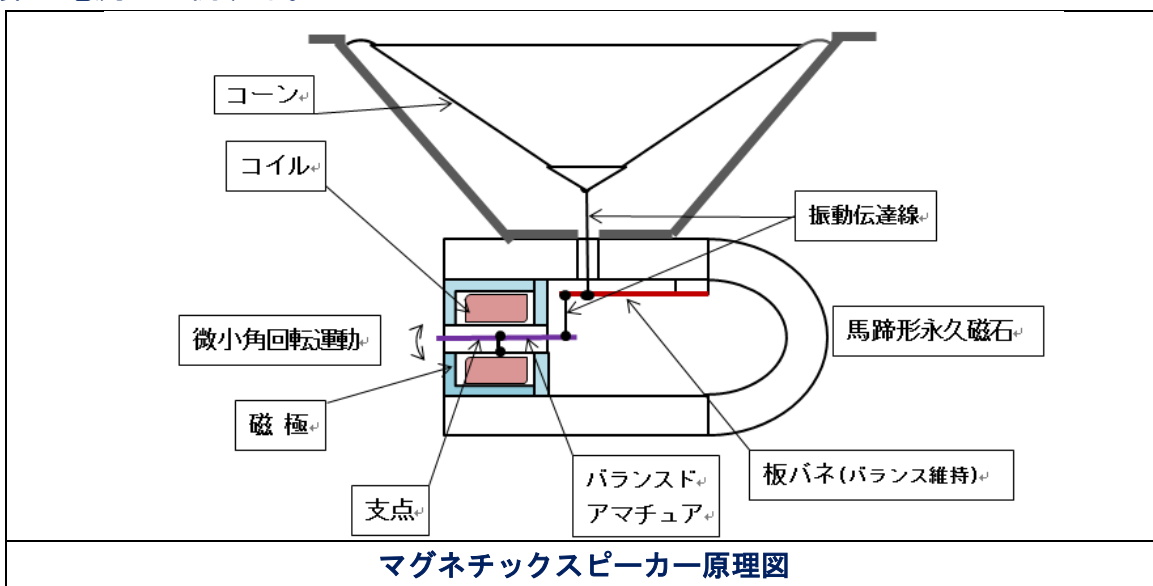 コーン
コイル
振動伝達線
微小角回転運動
馬蹄形永久磁石
磁 極
支点
バランスド
アマチュア
板バネ(バランス維持)
マグネチックスピーカー原理図